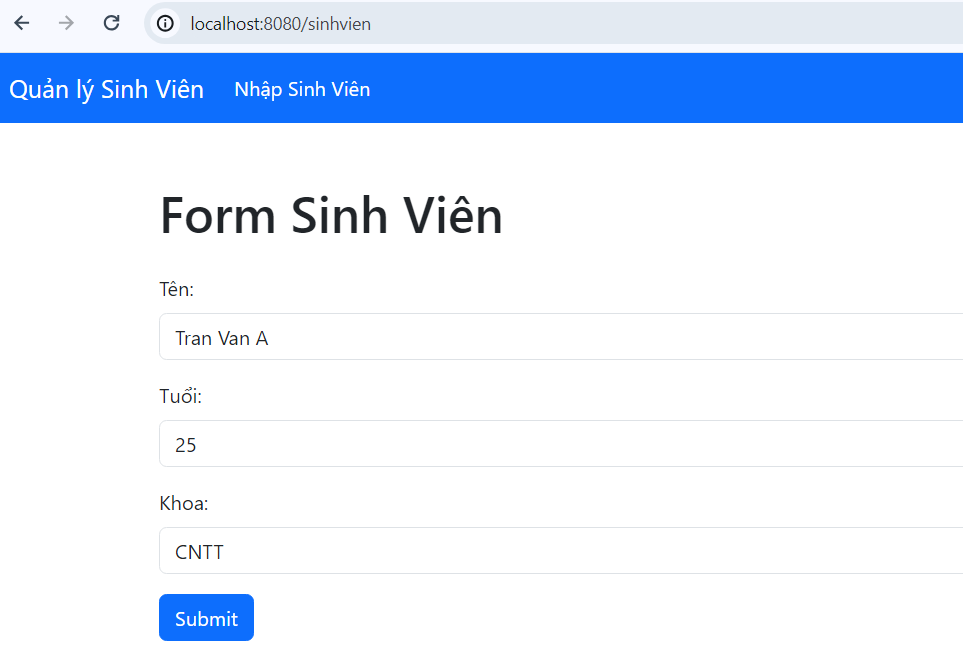 localhost:8080/sinhvien
Quản lý Sinh Viên Nhập Sinh Viên
Form Sinh Viên
Tên:
Tran Van A
Tuổi:
25
Khoa:
CNTT
Submit